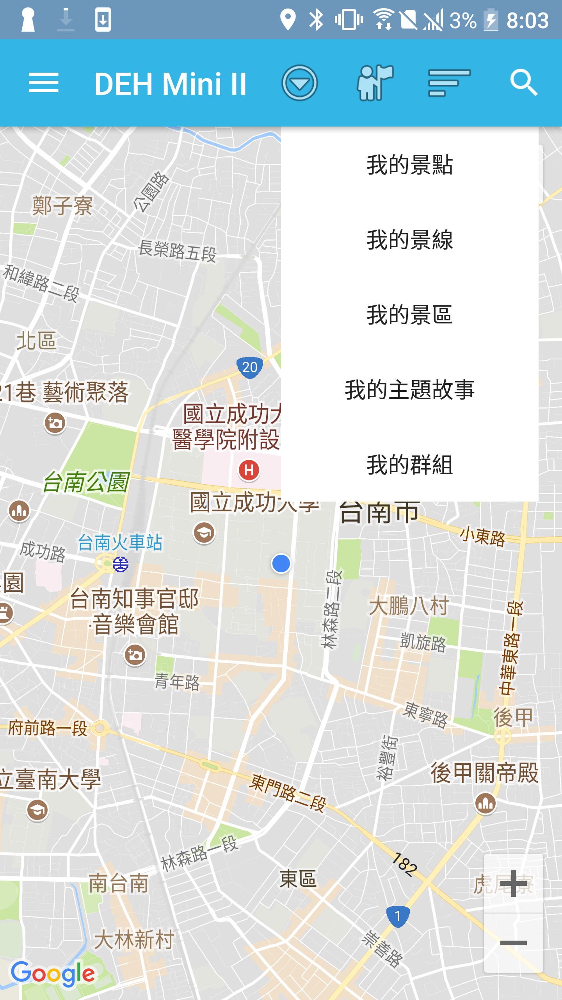 3% 8:03
DEH Mini II
我的景點
我的景線
我的景區
我的主題故事
我的群組
公園路
鄭子寮
長榮路五段
和緯路二段
北區
20
21巷 藝術聚落
國立成功大
醫學院附設
H
台南公園
國立成功大學
台南市
小東路
台南火車站
成功路
園
台南知事官邸
·音樂會館
林森路二段
大鵬八村
凱旋路
中華東路一段
青年路
東寧路
後甲
府前路一段
裕豐街
後甲關帝殿
立臺南大學
東門路二段
林森路一段
182
南台南
東區
虎尾寮
1
大林新村
崇善路
Google